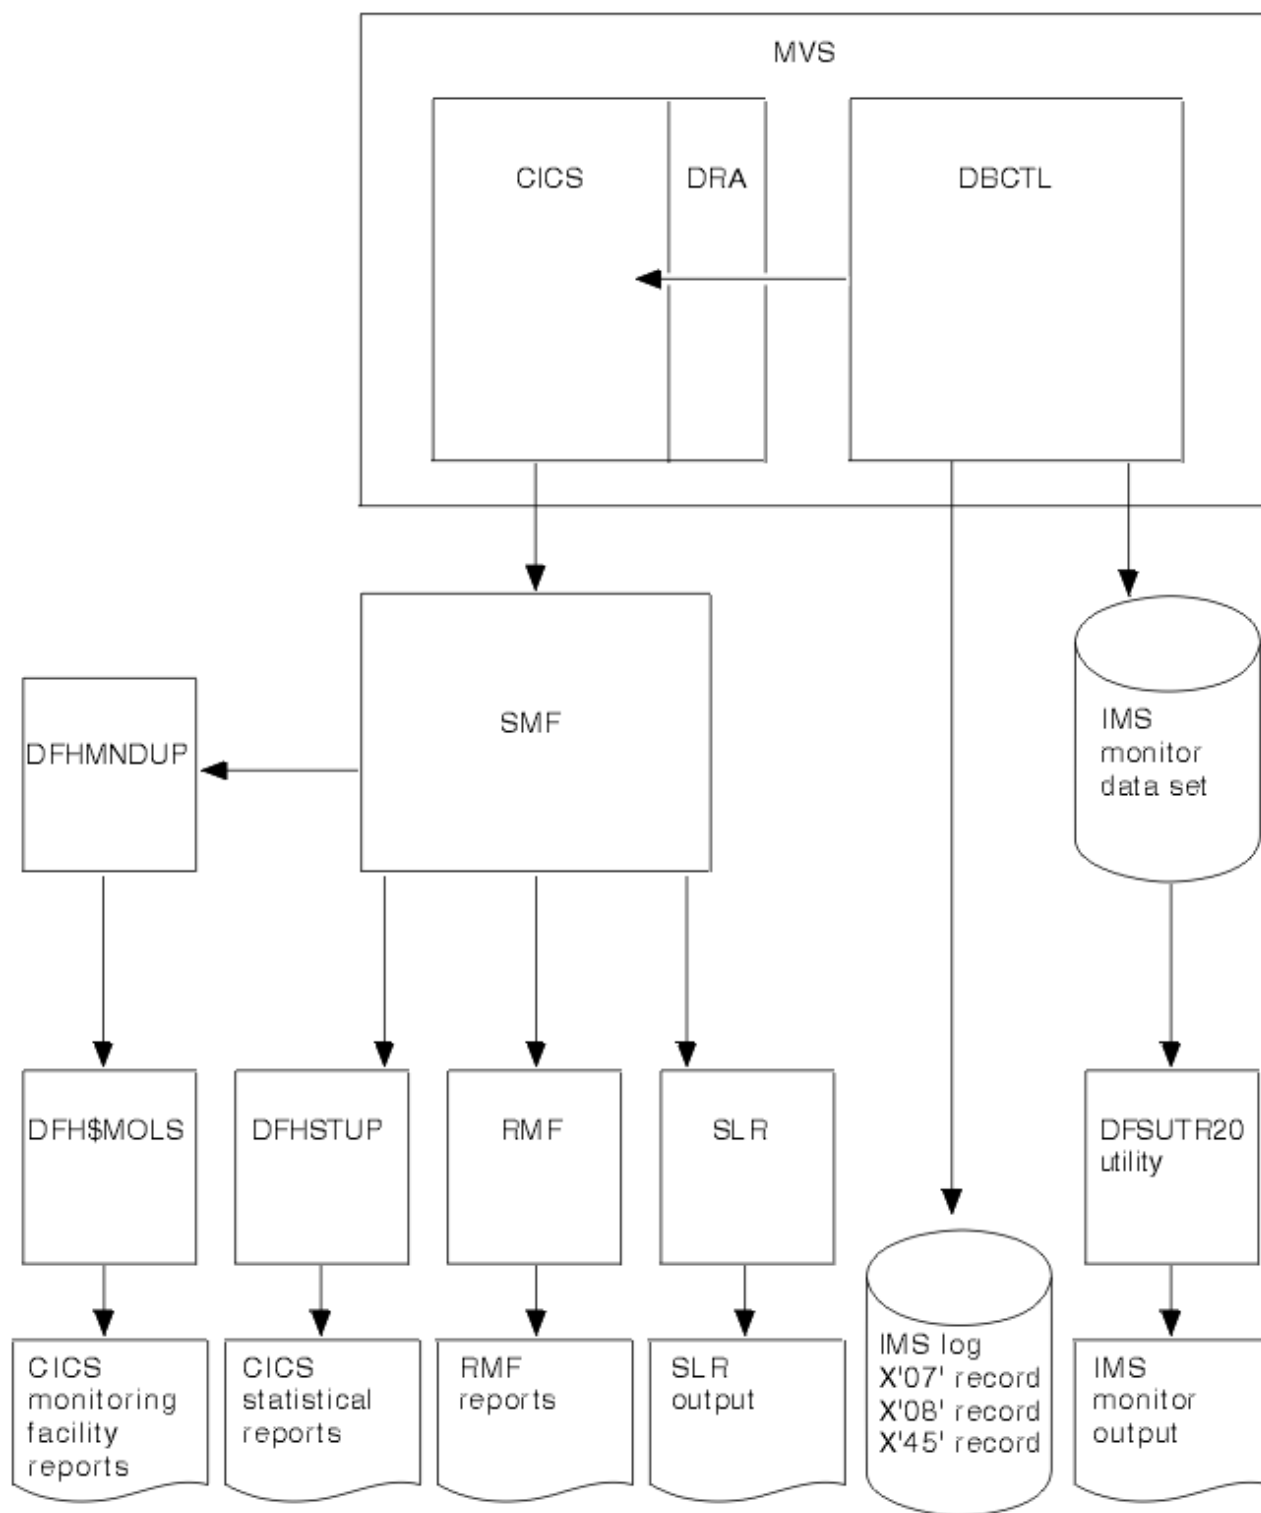 MVS
CICS
DRA
DBCTL
SMF
DFHMNDUP
IMS
monitor
data set
DFH$MOLS
DFHSTUP
RMF
SLR
DFSUTR20
utility
CICS
monitoring
facility
reports
CICS
statistical
reports
RMF
reports
SLR
output
IMS log
X'07' record
X'08' record
X'45' record
IMS
monitor
output